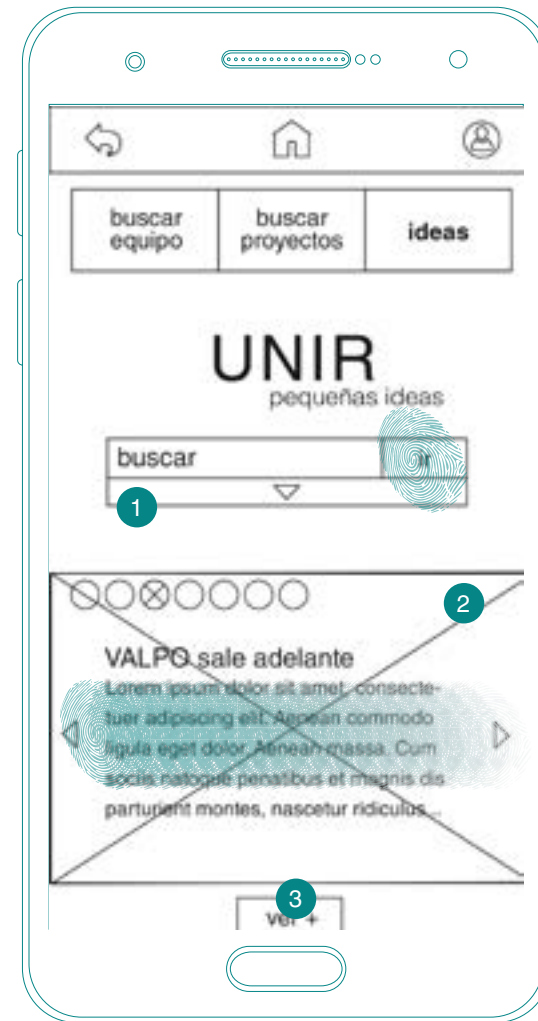 buscar
equipo
buscar
proyectos
ideas
UNIR
pequeñas ideas
buscar
ir
1
2
VALPO sale adelante
Lorem ipsum dolor sit amet, consecte-
tuer adipiscing elit. Aenean commodo
ligula eget dolor. Aenean massa. Cum
sociis natoque penatibus et magnis dis
parturient montes, nascetur ridiculus...
3
ver +